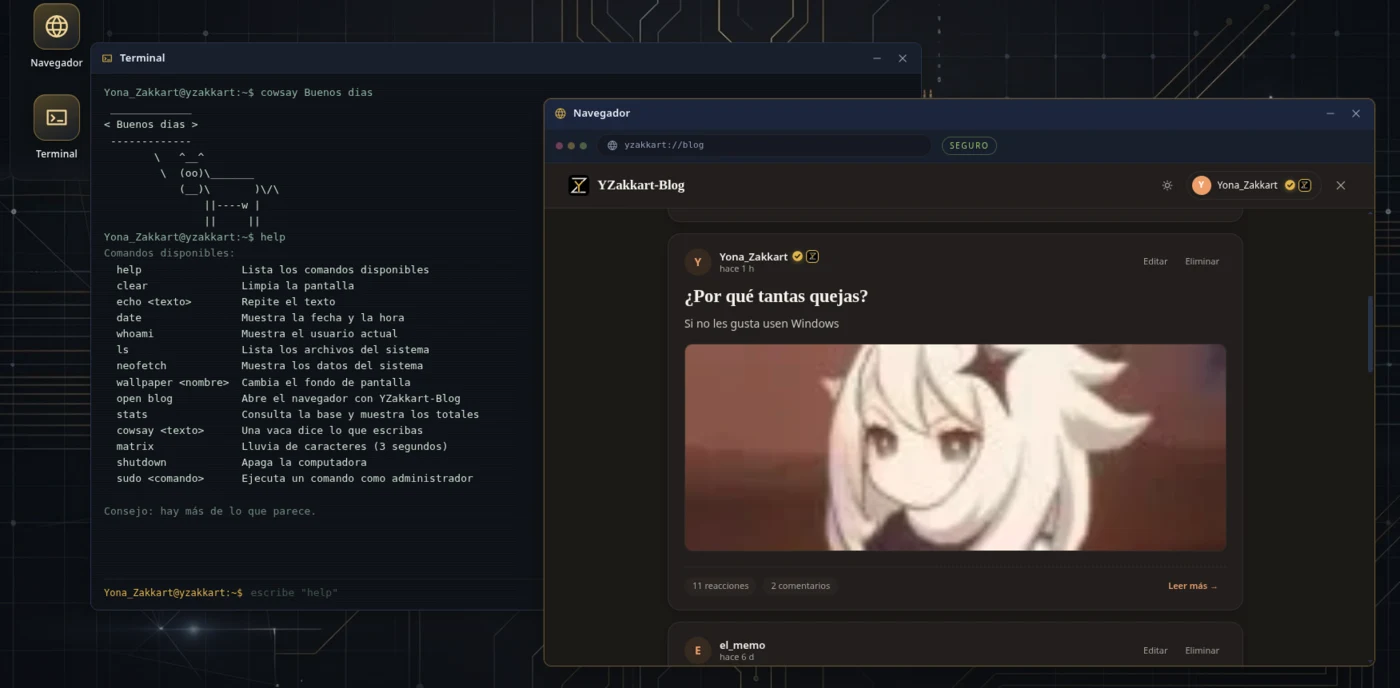 Navegador
Terminal
Terminal
Yona_Zakkart@yzakkart:~$ cowsay Buenos dias
 _____________
< Buenos dias >
 -------------
        \   ^__^
         \  (oo)\_______
            (__)\       )\/\
                ||----w |
                ||     ||
Yona_Zakkart@yzakkart:~$ help
Comandos disponibles:
help Lista los comandos disponibles
clear Limpia la pantalla
echo <texto> Repite el texto
date Muestra la fecha y la hora
whoami Muestra el usuario actual
ls Lista los archivos del sistema
neofetch Muestra los datos del sistema
wallpaper <nombre> Cambia el fondo de pantalla
open blog Abre el navegador con YZakkart-Blog
stats Consulta la base y muestra los totales
cowsay <texto> Una vaca dice lo que escribas
matrix Lluvia de caracteres (3 segundos)
shutdown Apaga la computadora
sudo <comando> Ejecuta un comando como administrador
Consejo: hay más de lo que parece.
Yona_Zakkart@yzakkart:~$ escribe "help"
Navegador
yzakkart://blog SEGURO
YZakkart-Blog Y Yona_Zakkart
Y Yona_Zakkart Editar Eliminar
hace 1 h
¿Por qué tantas quejas?
Si no les gusta usen Windows
11 reacciones 2 comentarios Leer más →
E el_memo Editar Eliminar
hace 6 d